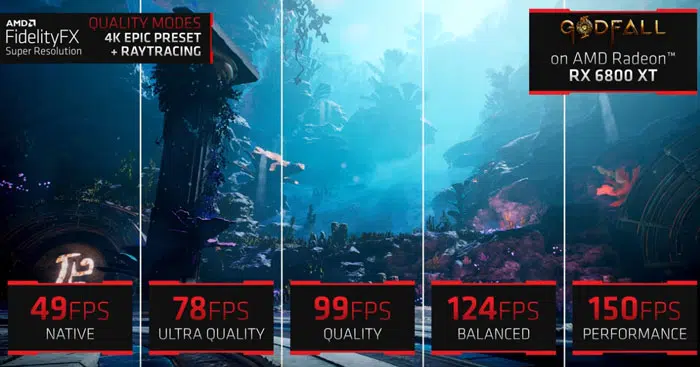 AMD
FidelityFX
Super Resolution
QUALITY MODES
4K EPIC PRESET
+ RAYTRACING
GODFALL
on AMD Radeon™
RX 6800 XT
49FPS
NATIVE
78FPS
ULTRA QUALITY
99FPS
QUALITY
124FPS
BALANCED
150FPS
PERFORMANCE